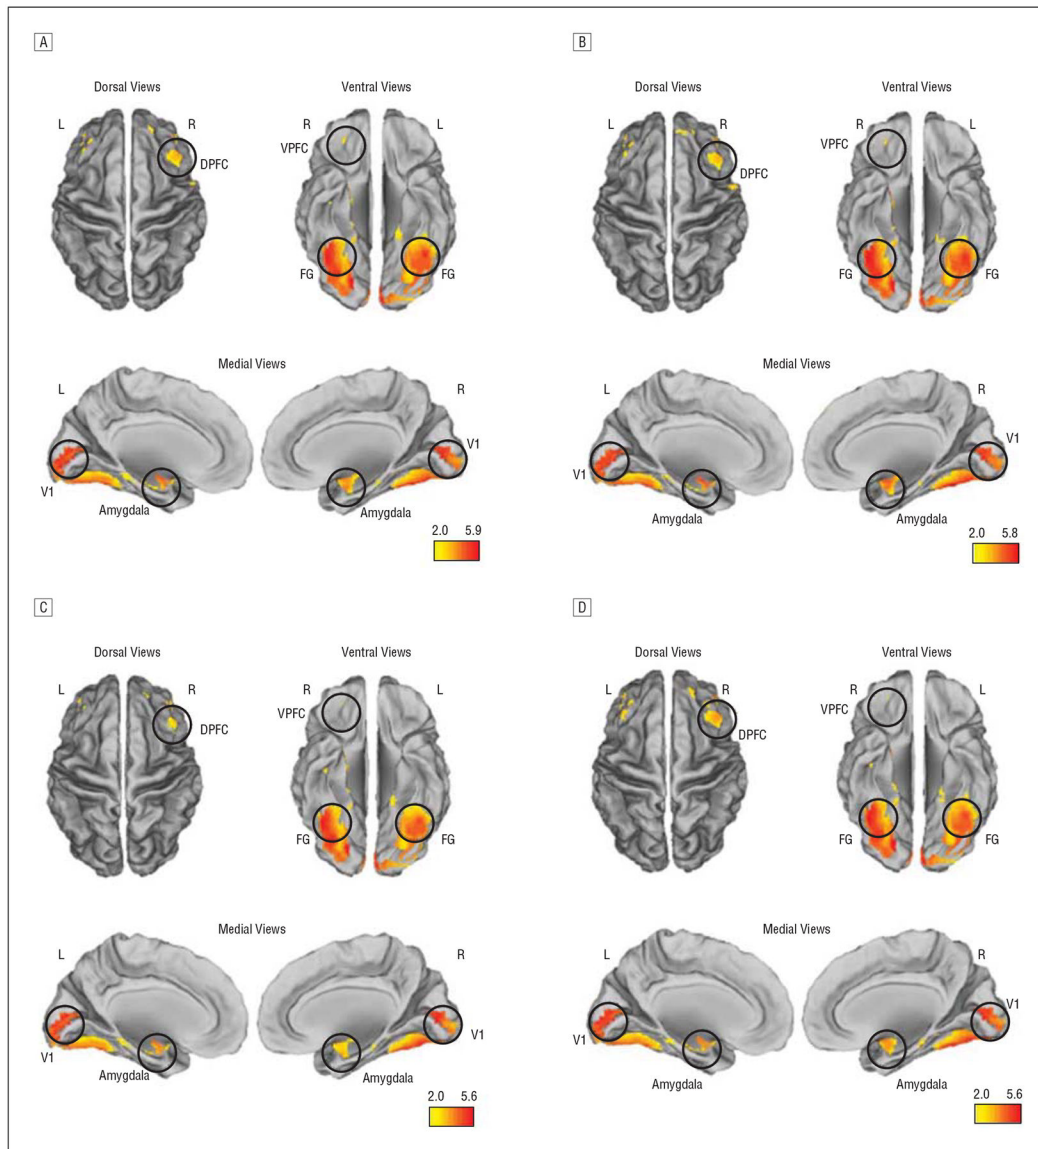 A
Dorsal Views
Ventral Views
L
R
R
L
VPFC
DPFC
FG
FG
Medial Views
L
R
V1
V1
Amygdala
Amygdala
2.0 5.9
B
Dorsal Views
Ventral Views
L
R
R
L
VPFC
DPFC
FG
FG
Medial Views
L
R
V1
V1
Amygdala
Amygdala
2.0 5.8
C
Dorsal Views
Ventral Views
L
R
R
L
VPFC
DPFC
FG
FG
Medial Views
L
R
V1
V1
Amygdala
Amygdala
2.0 5.6
D
Dorsal Views
Ventral Views
L
R
R
L
VPFC
DPFC
FG
FG
Medial Views
L
R
V1
V1
Amygdala
Amygdala
2.0 5.6